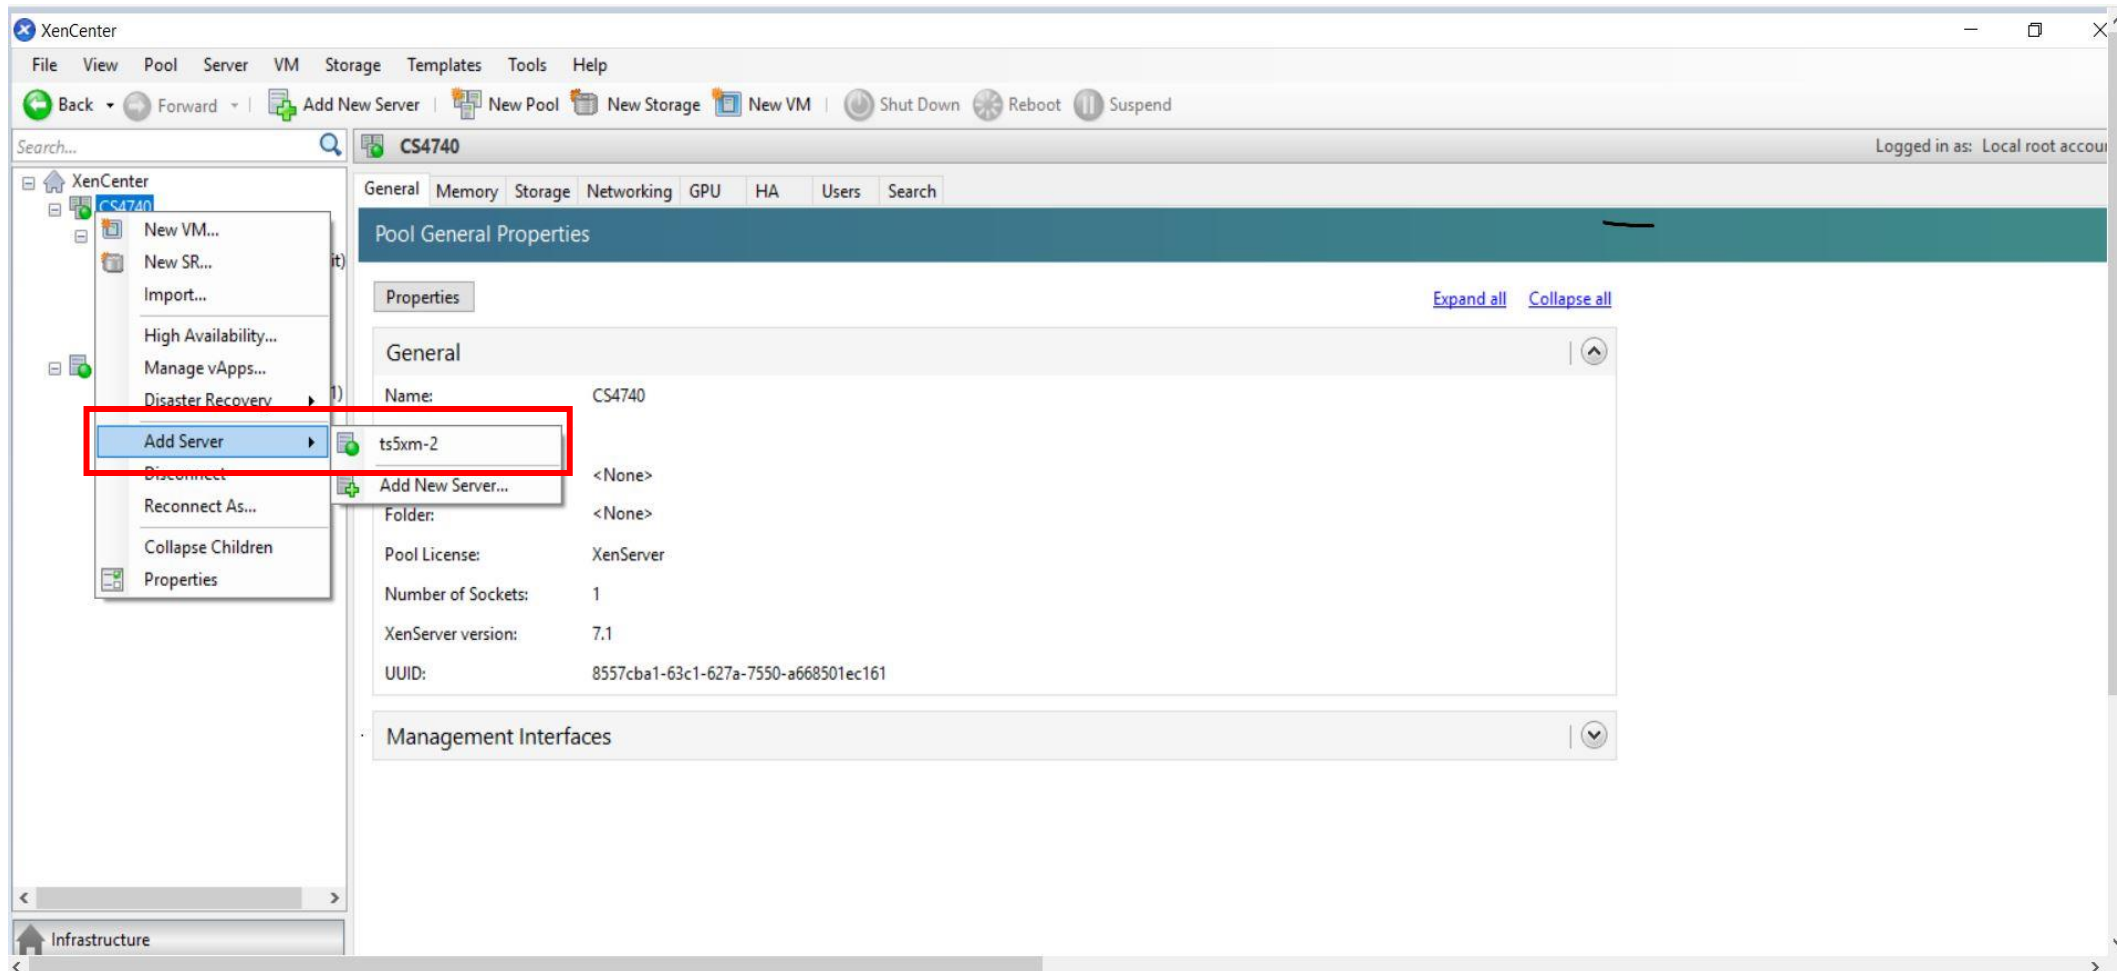 XenCenter
File View Pool Server VM Storage Templates Tools Help
Back Forward Add New Server New Pool New Storage New VM Shut Down Reboot Suspend
Search...
CS4740
Logged in as: Local root accou
XenCenter
CS4740
General Memory Storage Networking GPU HA Users Search
Pool General Properties
New VM...
New SR...
it)
Import...
High Availability...
Manage vApps...
Disaster Recovery
1)
Add Server
ts5xm-2
Disconnect
Add New Server...
Reconnect As...
Collapse Children
Properties
Properties
Expand all Collapse all
General
Name: CS4740
<None>
Folder: <None>
Pool License: XenServer
Number of Sockets: 1
XenServer version: 7.1
UUID: 8557cba1-63c1-627a-7550-a668501ec161
Management Interfaces
Infrastructure